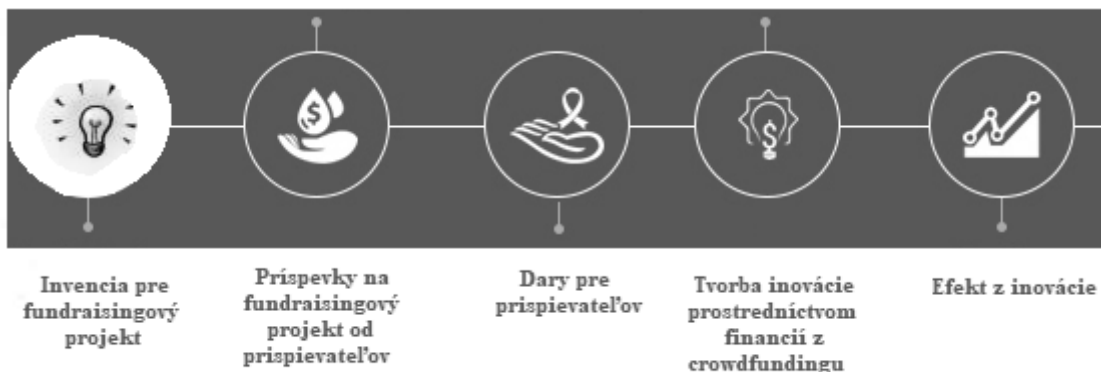 Invencia pre
fundraisingový
projekt
Príspevky na
fundraisingový
projekt od
prispievateľov
Dary pre
prispievateľov
Tvorba inovácie
prostredníctvom
financií z
crowdfundingu
Efekt z inovácie